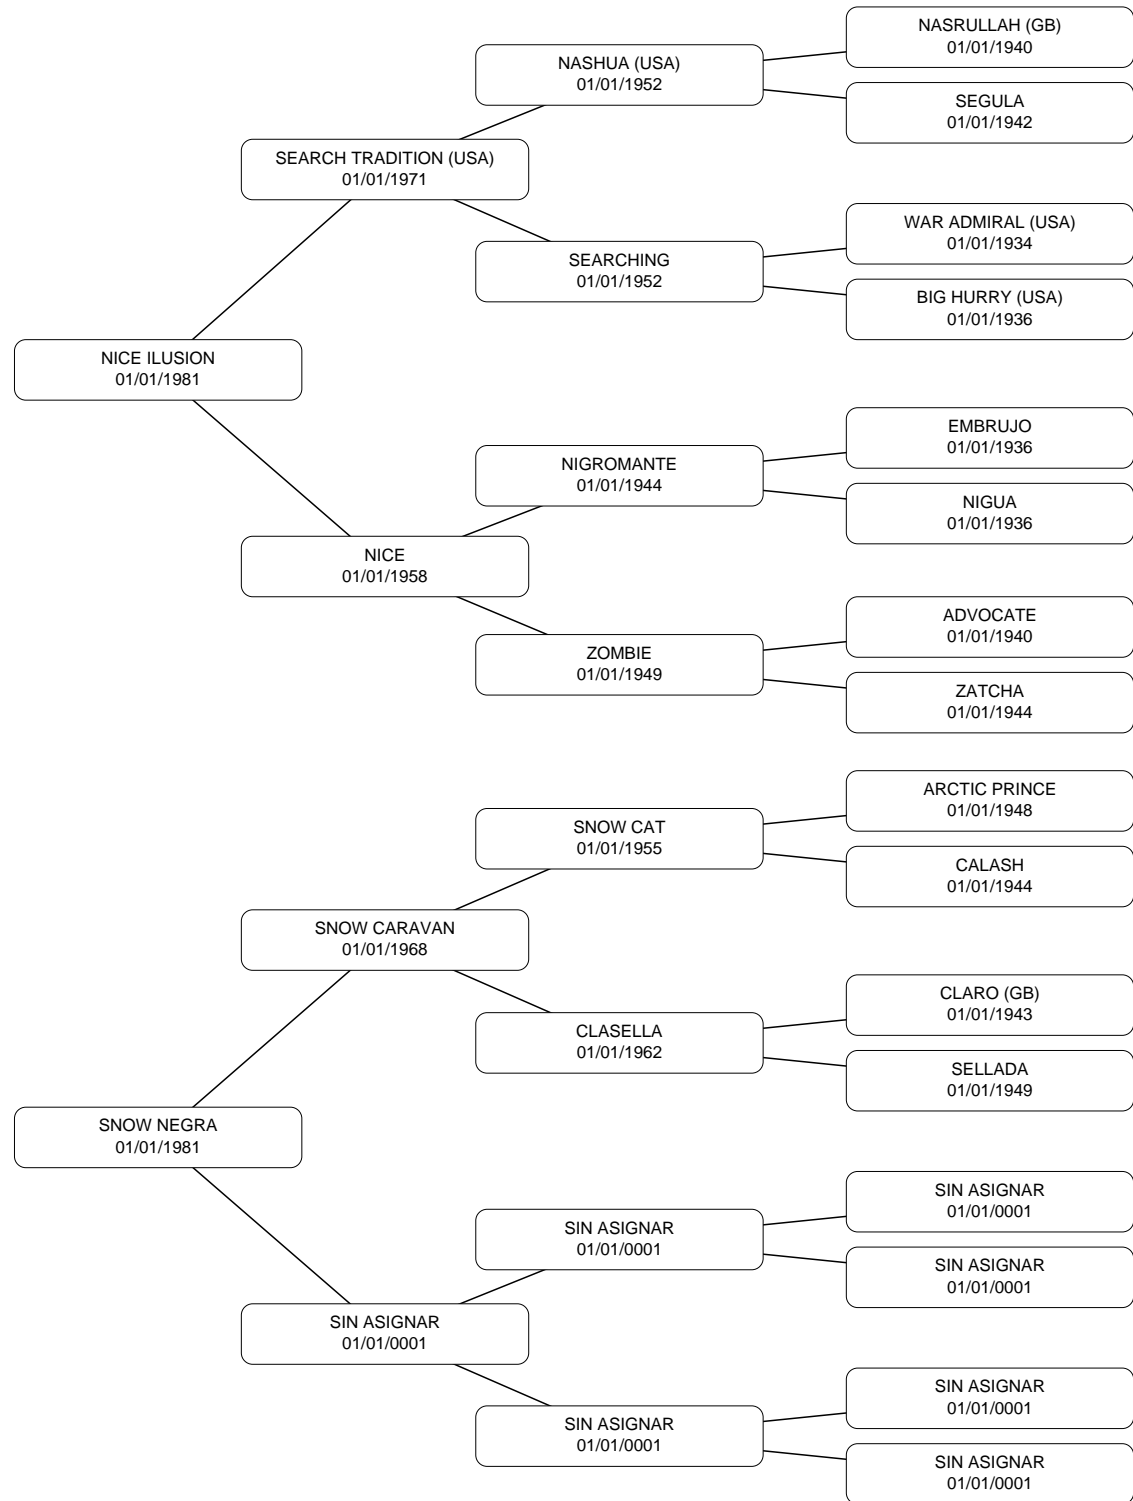 NASRULLAH (GB)
01/01/1940
NASHUA (USA)
01/01/1952
SEGULA
01/01/1942
SEARCH TRADITION (USA)
01/01/1971
WAR ADMIRAL (USA)
01/01/1934
SEARCHING
01/01/1952
BIG HURRY (USA)
01/01/1936
NICE ILUSION
01/01/1981
EMBRUJO
01/01/1936
NIGROMANTE
01/01/1944
NIGUA
01/01/1936
NICE
01/01/1958
ADVOCATE
01/01/1940
ZOMBIE
01/01/1949
ZATCHA
01/01/1944
ARCTIC PRINCE
01/01/1948
SNOW CAT
01/01/1955
CALASH
01/01/1944
SNOW CARAVAN
01/01/1968
CLARO (GB)
01/01/1943
CLASELLA
01/01/1962
SELLADA
01/01/1949
SNOW NEGRA
01/01/1981
SIN ASIGNAR
01/01/0001
SIN ASIGNAR
01/01/0001
SIN ASIGNAR
01/01/0001
SIN ASIGNAR
01/01/0001
SIN ASIGNAR
01/01/0001
SIN ASIGNAR
01/01/0001
SIN ASIGNAR
01/01/0001